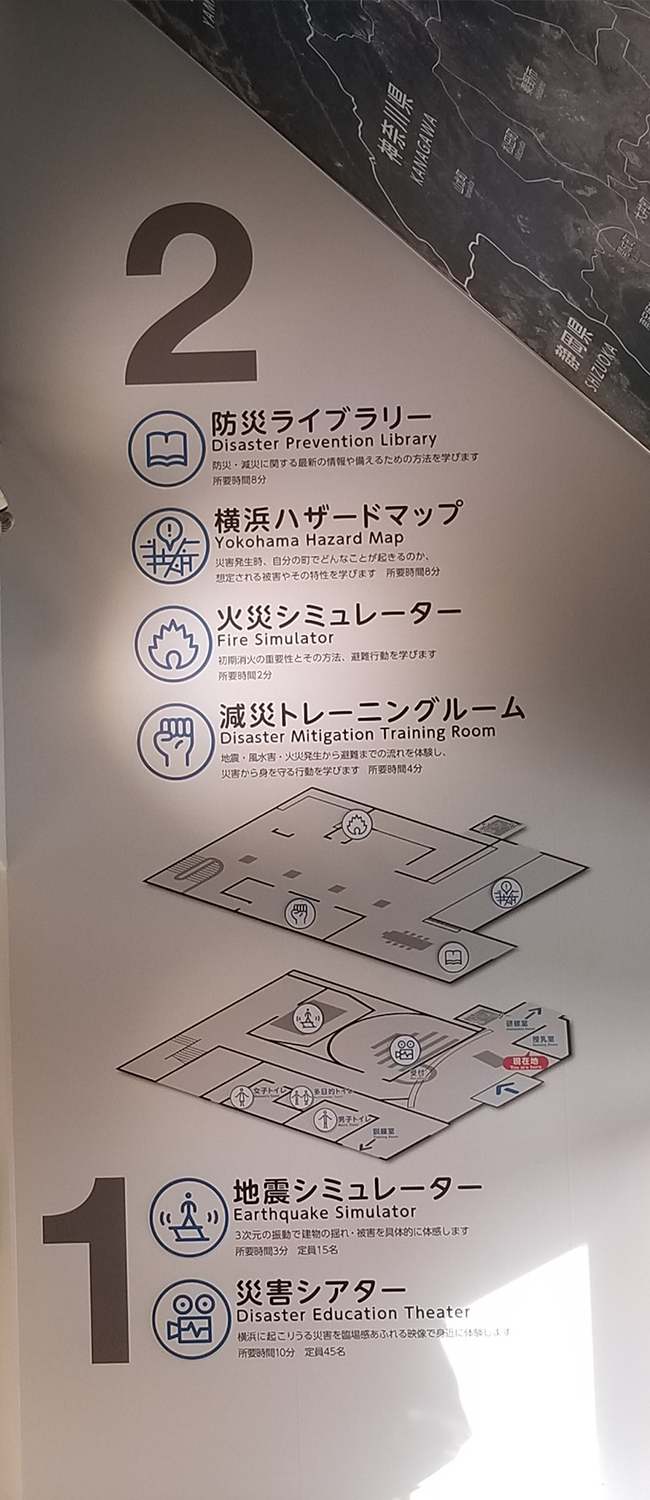 神奈川県
KANAGAWA
静岡県
SHIZUOKA
2
防災ライブラリー
Disaster Prevention Library
防災・減災に関する最新の情報や備えるための方法を学びます
所要時間8分
横浜ハザードマップ
Yokohama Hazard Map
災害発生時、自分の町でどんなことが起きるのか、
想定される被害やその特性を学びます 所要時間8分
火災シミュレーター
Fire Simulator
初期消火の重要性とその方法、避難行動を学びます
所要時間2分
減災トレーニングルーム
Disaster Mitigation Training Room
地震・風水害・火災発生から避難までの流れを体験し、
災害から身を守る行動を学びます 所要時間4分
研修室
授乳室
現在地
You are here
受付
女子トイレ
多目的トイレ
男子トイレ
訓練室
Training Room
1
地震シミュレーター
Earthquake Simulator
3次元の振動で建物の揺れ・被害を具体的に体感します
所要時間3分 定員15名
災害シアター
Disaster Education Theater
横浜に起こりうる災害を臨場感あふれる映像で身近に体験します
所要時間10分 定員45名